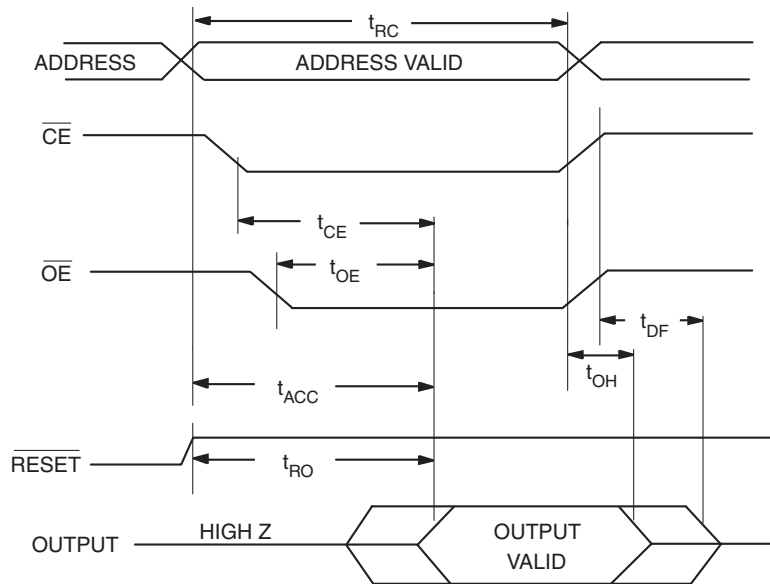 tRC
ADDRESS ADDRESS VALID
CE
tCE
tOE
OE
tDF
tOH
tACC
RESET
tRO
OUTPUT HIGH Z OUTPUT VALID